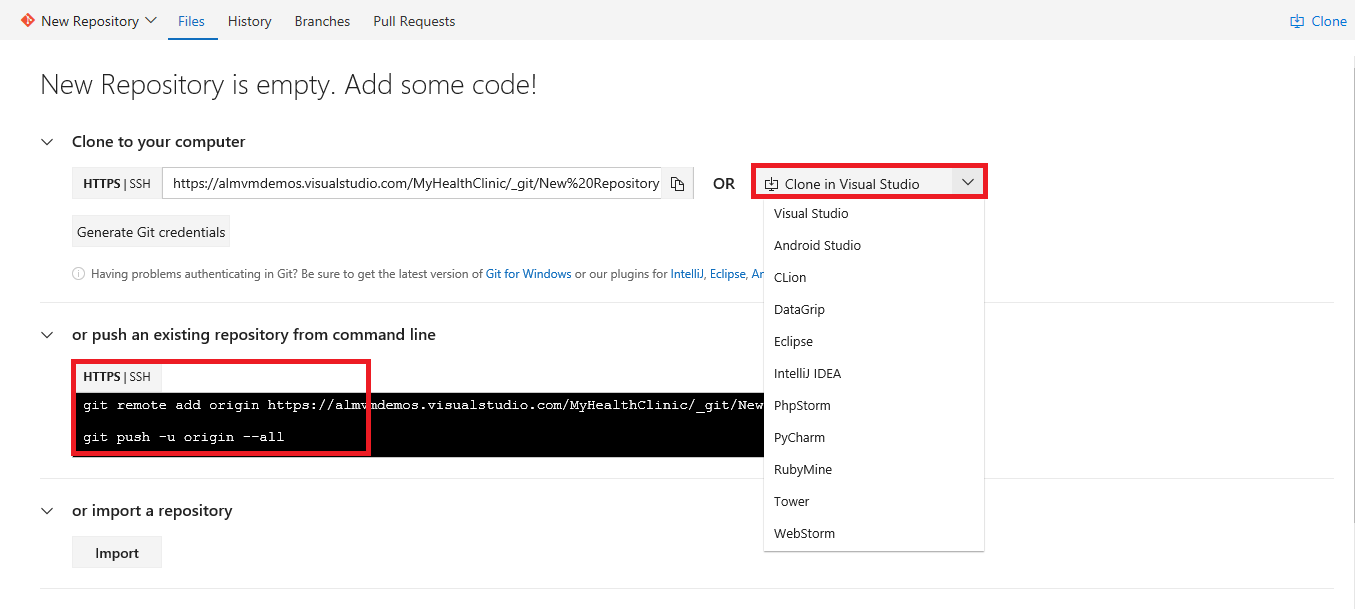 New Repository Files History Branches Pull Requests Clone
New Repository is empty. Add some code!
Clone to your computer
HTTPS | SSH https://almvmdemos.visualstudio.com/MyHealthClinic/_git/New%20Repository OR Clone in Visual Studio
Visual Studio
Generate Git credentials
Android Studio
Having problems authenticating in Git? Be sure to get the latest version of Git for Windows or our plugins for IntelliJ, Eclipse, An
CLion
DataGrip
or push an existing repository from command line
Eclipse
HTTPS | SSH
IntelliJ IDEA
git remote add origin https://almvmdemos.visualstudio.com/MyHealthClinic/_git/New
PhpStorm
git push -u origin --all
PyCharm
RubyMine
or import a repository
Tower
WebStorm
Import